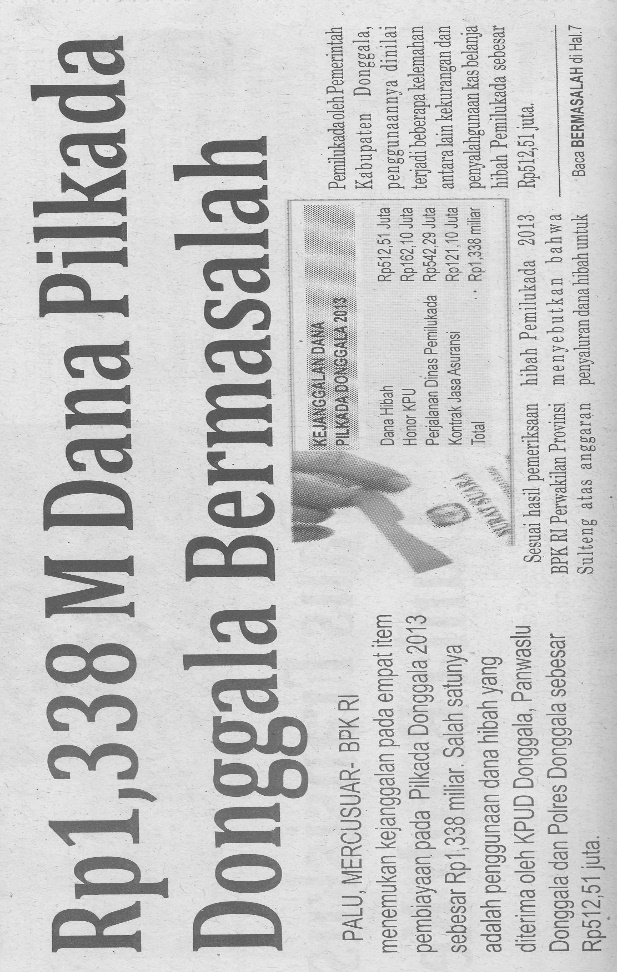 Rp1,338 M Dana Pilkada
Donggala Bermasalah
PALU, MERCUSUAR- BPK RI
menemukan kejanggalan pada empat item
pembiayaan pada Pilkada Donggala 2013
sebesar Rp1,338 miliar. Salah satunya
adalah penggunaan dana hibah yang
diterima oleh KPUD Donggala, Panwaslu
Donggala dan Polres Donggala sebesar
Rp512,51 juta.
KEJANGGALAN DANA
PILKADA DONGGALA 2013
Dana Hibah Rp512,51 Juta
Honor KPU Rp162,10 Juta
Perjalanan Dinas Pemilukada Rp542,29 Juta
Kontrak Jasa Asuransi Rp121,10 Juta
Total .. Rp1,338 miliar
Sesuai hasil pemeriksaan
BPK RI Perwakilan Provinsi
Sulteng atas anggaran
hibah Pemilukada 2013
menyebutkan bahwa
penyaluran dana hibah untuk
Pemilukada oleh Pemerintah
Kabupaten Donggala,
penggunaannya dinilai
terjadi beberapa kelemahan
antara lain kekurangan dan
penyalahgunaan kas belanja
hibah Pemilukada sebesar
Rp512,51 juta.
Baca BERMASALAH di Hal.7